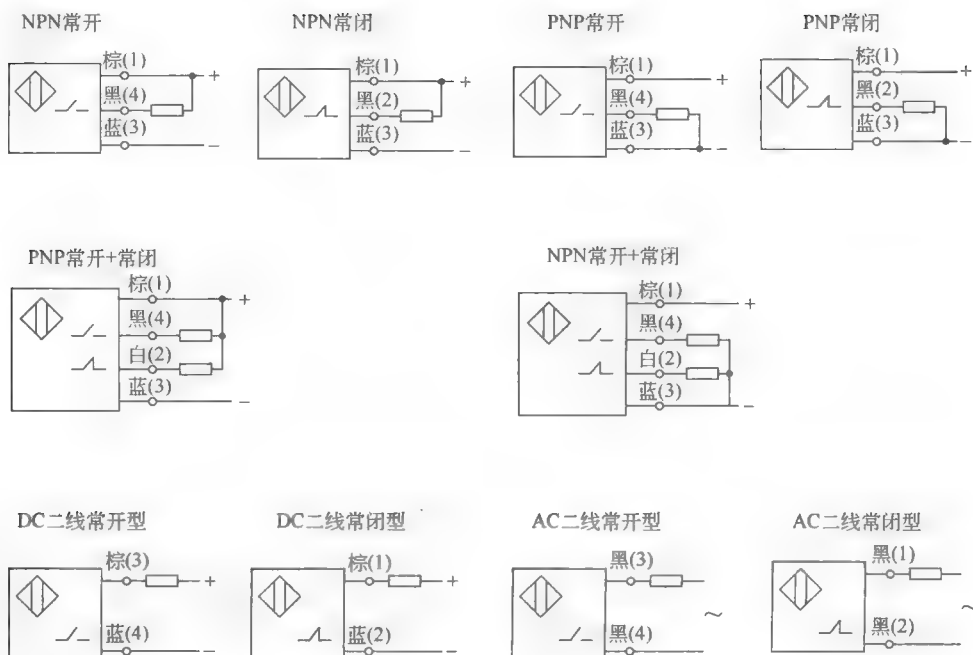 NPN常开
NPN常闭
PNP常开
PNP常闭
棕(1)
+
黑(4)
蓝(3)
−
棕(1)
+
黑(2)
蓝(3)
−
棕(1)
+
黑(4)
蓝(3)
−
棕(1)
+
黑(2)
蓝(3)
−
PNP常开+常闭
NPN常开+常闭
棕(1)
+
黑(4)
白(2)
蓝(3)
−
棕(1)
+
黑(4)
白(2)
蓝(3)
−
DC二线常开型
DC二线常闭型
AC二线常开型
AC二线常闭型
棕(3)
+
蓝(4)
−
棕(1)
+
蓝(2)
−
黑(3)
~
黑(4)
黑(1)
~
黑(2)